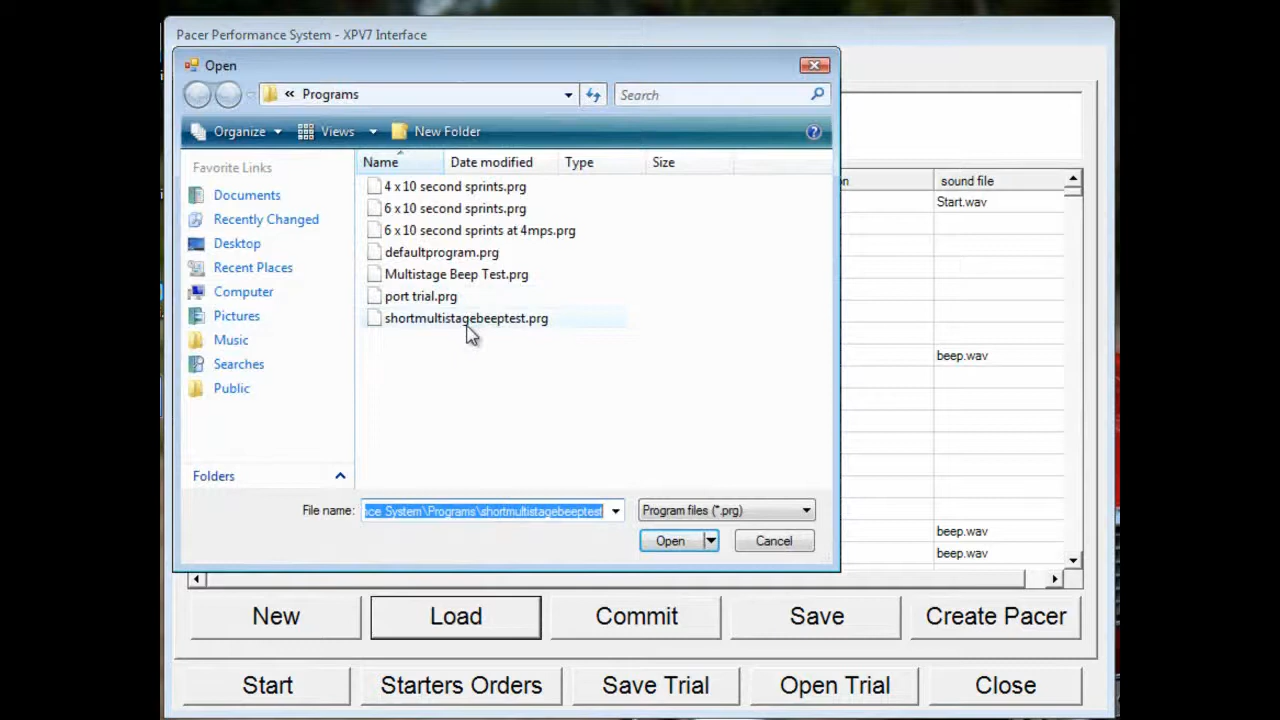 Pacer Performance System - XPV7 Interface
Open
« Programs
Search
Organize Views New Folder
Favorite Links
Documents
Recently Changed
Desktop
Recent Places
Computer
Pictures
Music
Searches
Public
Folders
Name Date modified Type Size
4 x 10 second sprints.prg
6 x 10 second sprints.prg
6 x 10 second sprints at 4mps.prg
defaultprogram.prg
Multistage Beep Test.prg
port trial.prg
shortmultistagebeeptest.prg
sound file
Start.wav
beep.wav
beep.wav
beep.wav
File name: ce System\Programs\shortmultistagebeeptest Program files (*.prg)
Open Cancel
New Load Commit Save Create Pacer
Start Starters Orders Save Trial Open Trial Close